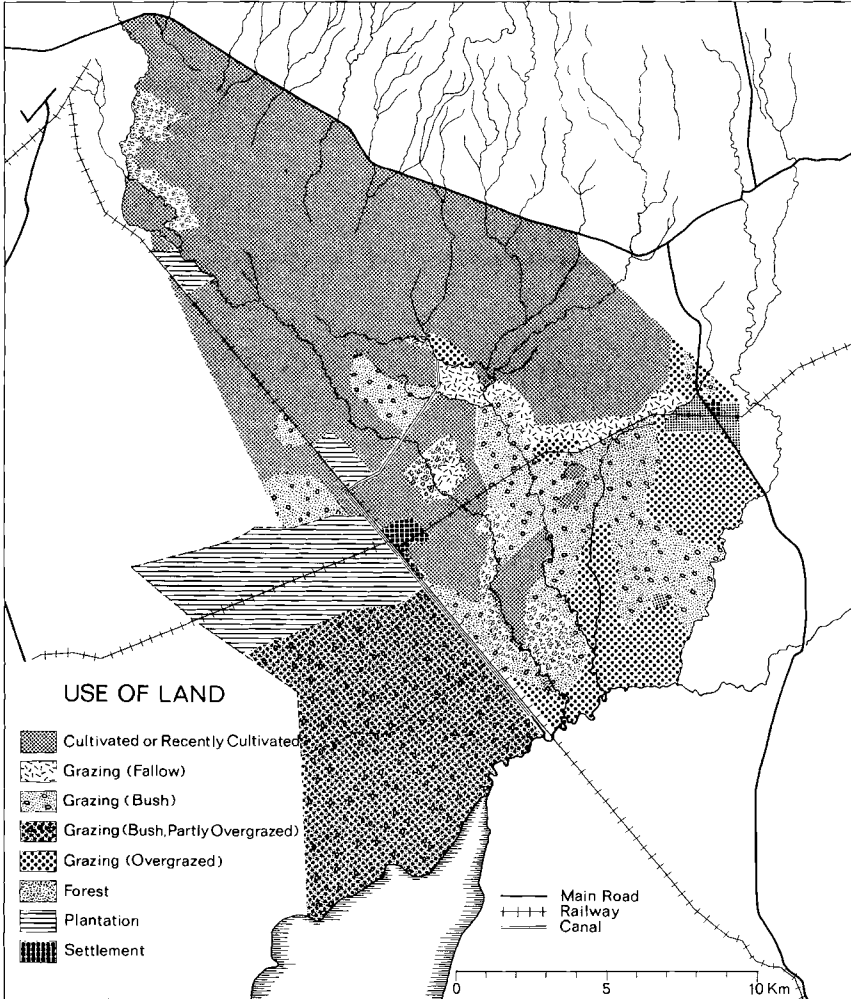 USE OF LAND
Cultivated or Recently Cultivated
Grazing (Fallow)
Grazing (Bush)
Grazing (Bush, Partly Overgrazed)
Grazing (Overgrazed)
Forest
Plantation
Settlement
Main Road
Railway
Canal
0 5 10 Km